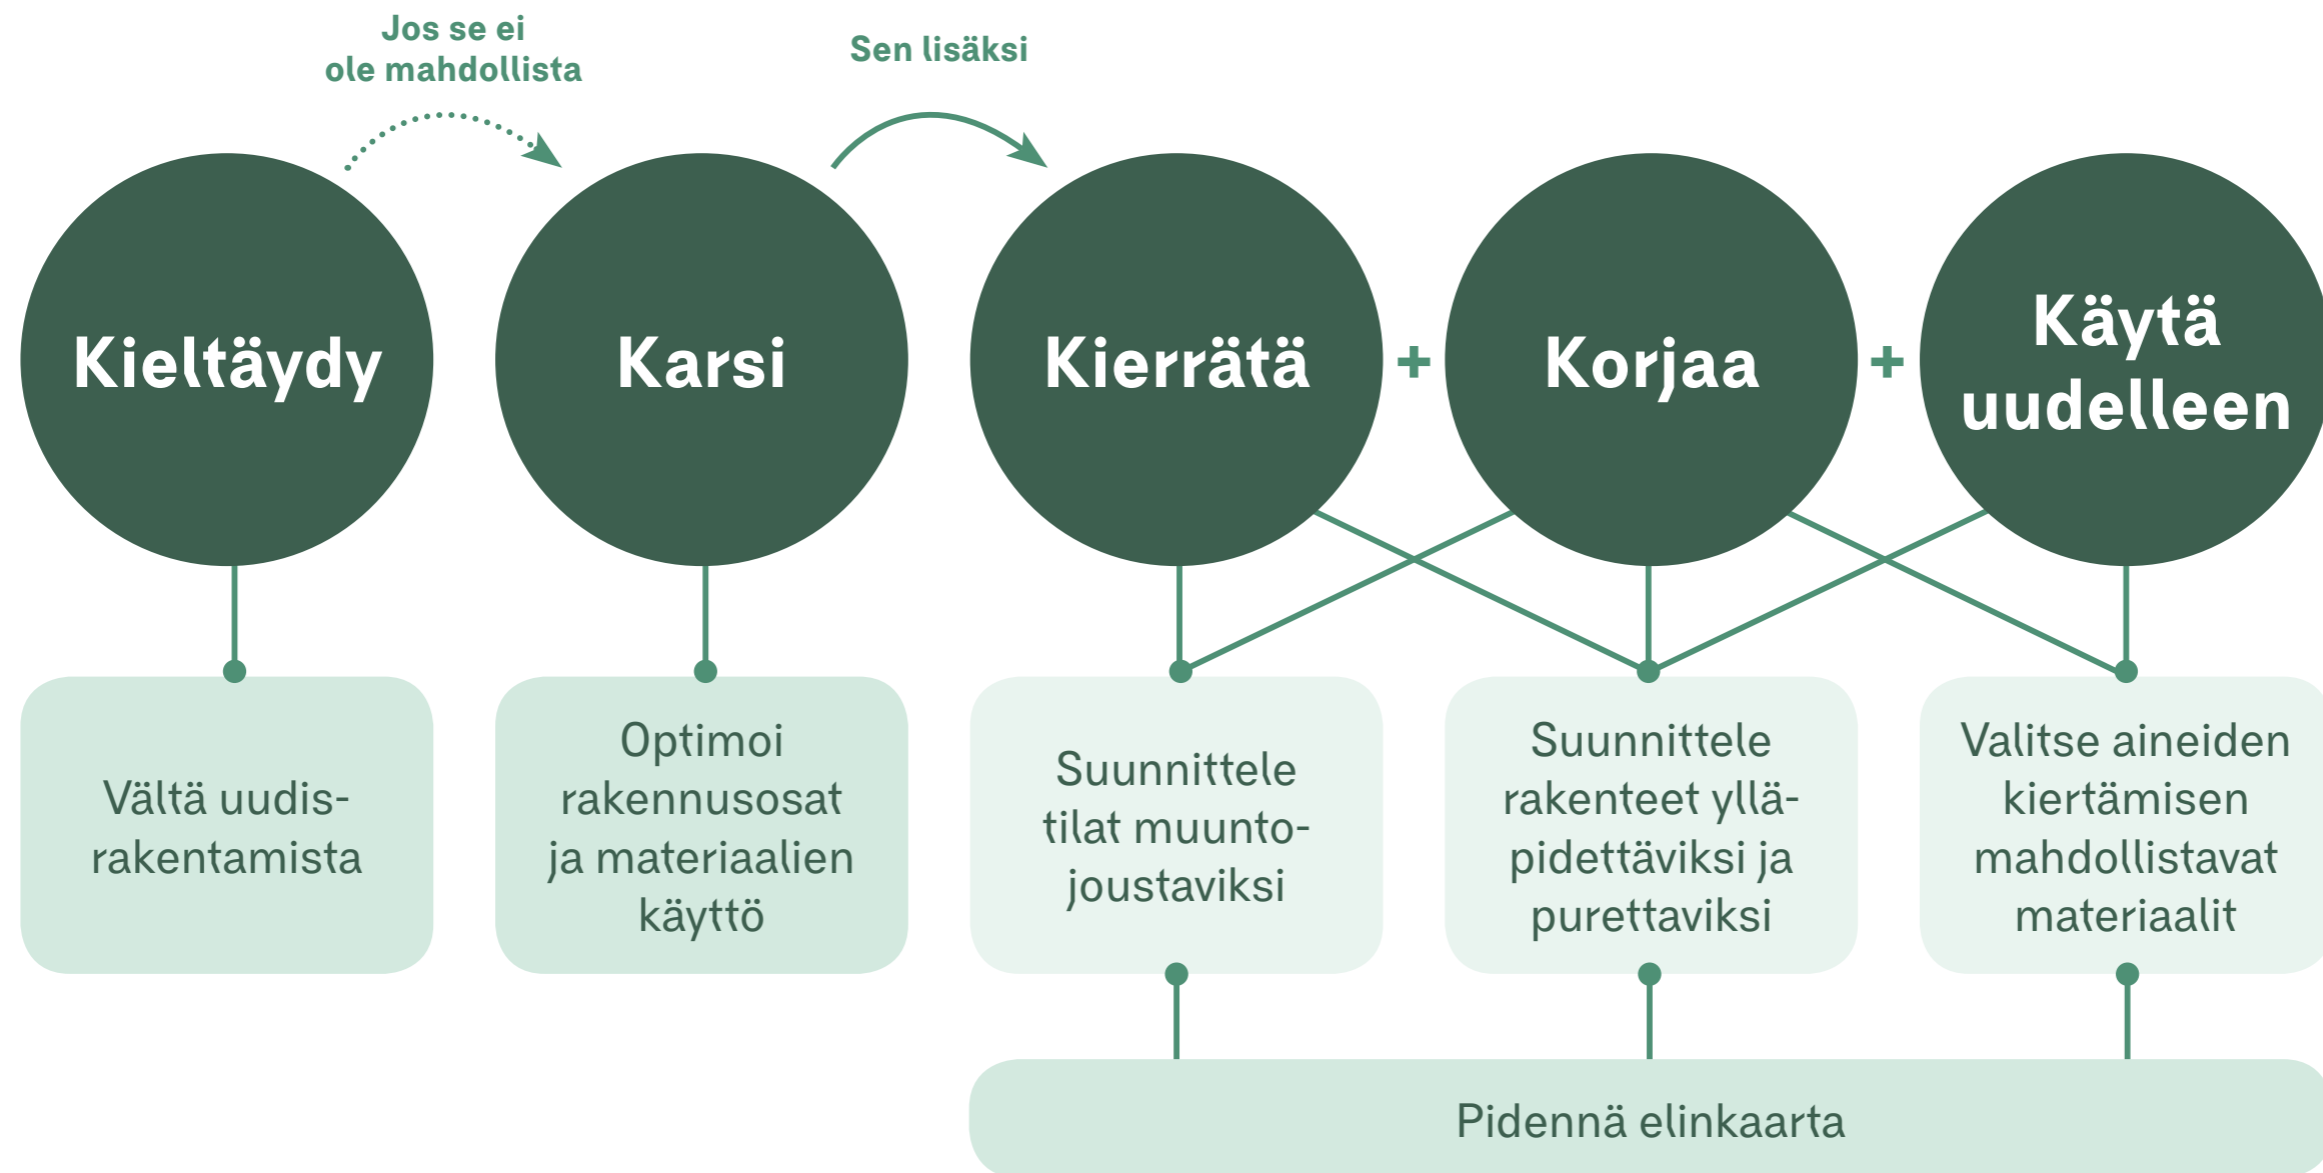 Jos se ei
ole mahdollista
Sen lisäksi
Kieltäydy
Karsi
Kierrätä
+
Korjaa
+
Käytä
uudelleen
Vältä uudis-
rakentamista
Optimoi
rakennusosat
ja materiaalien
käyttö
Suunnittele
tilat muunto-
joustaviksi
Suunnittele
rakenteet yllä-
pidettäviksi ja
purettaviksi
Valitse aineiden
kiertämisen
mahdollistavat
materiaalit
Pidennä elinkaarta